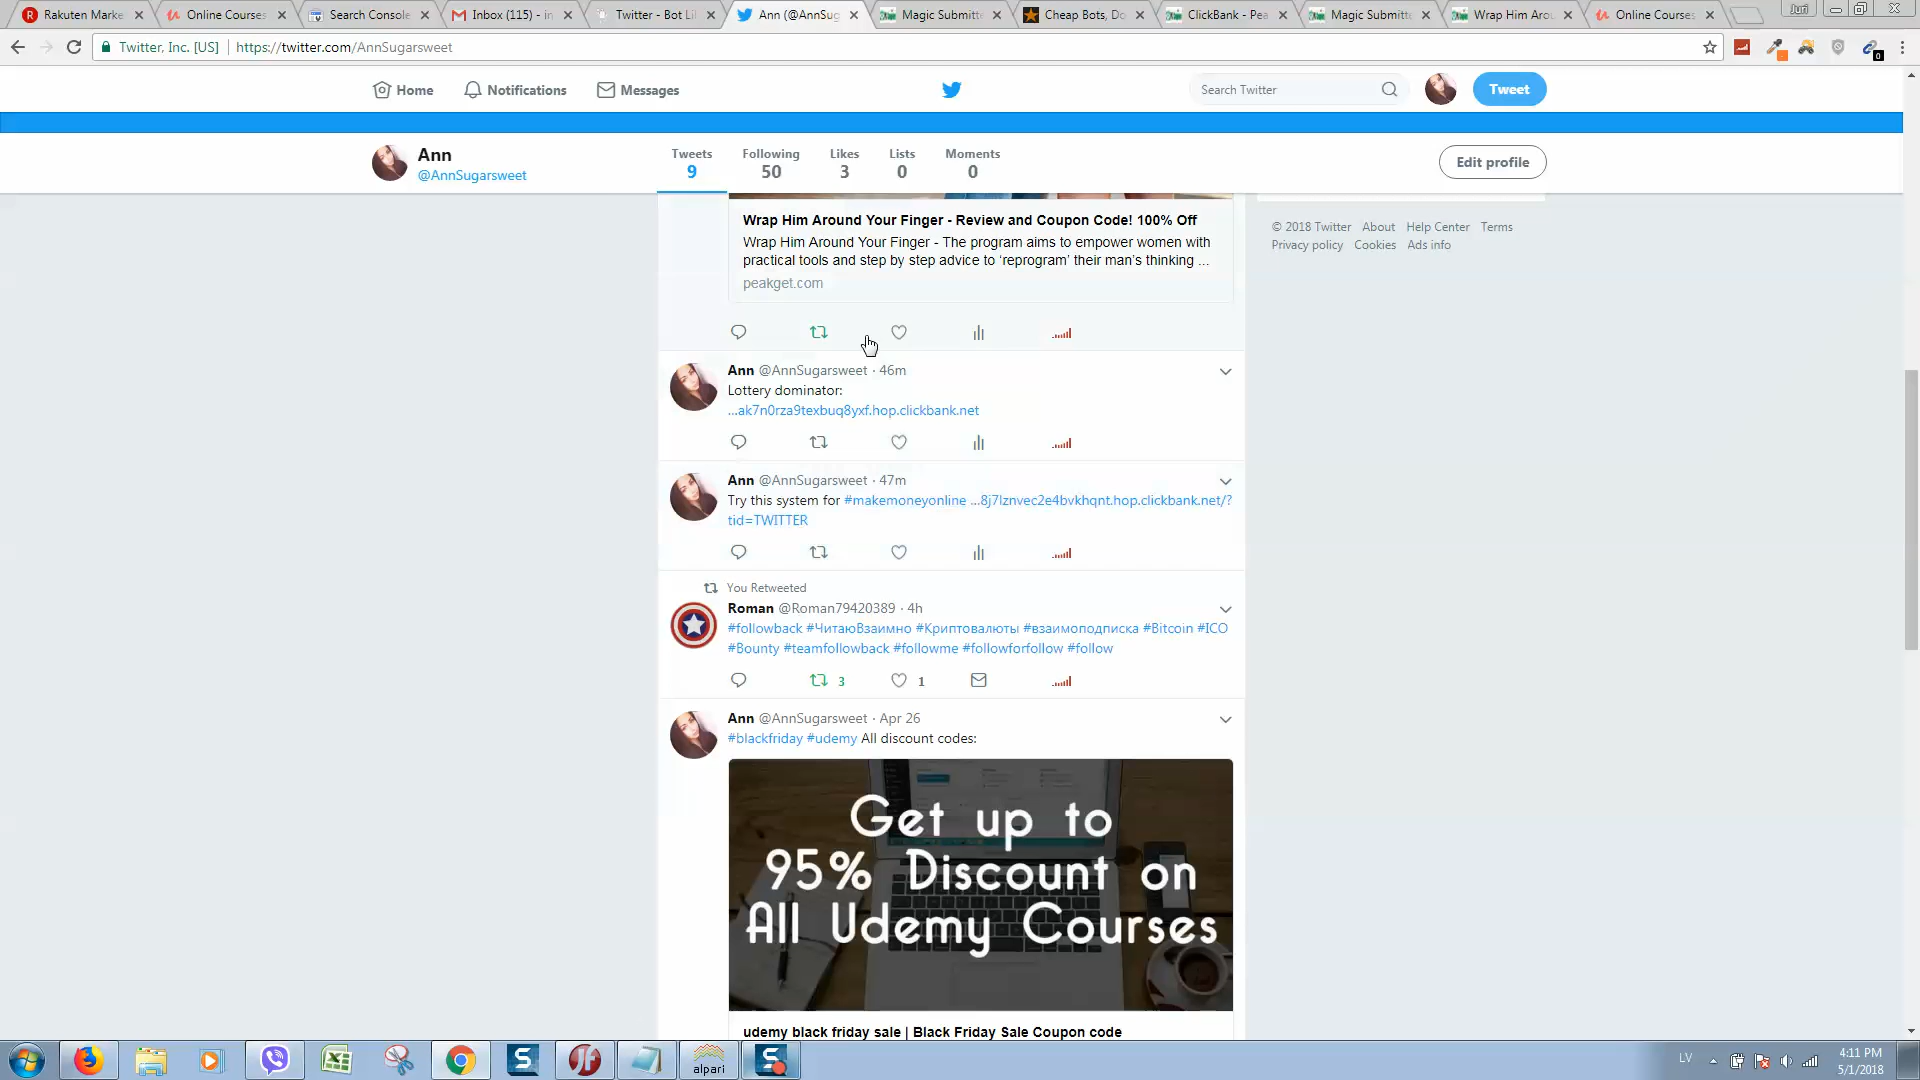 Rakuten Marke
Online Courses
Search Console
Inbox (115) - in
Twitter - Bot Li
Ann (@AnnSug
Magic Submitt
Cheap Bots, Do
ClickBank - Pea
Magic Submitt
Wrap Him Arou
Online Courses
Juri
Twitter, Inc. [US] | https://twitter.com/AnnSugarsweet
0
Home
Notifications
Messages
Search Twitter
Tweet
Ann
@AnnSugarsweet
Tweets
9
Following
50
Likes
3
Lists
0
Moments
0
Edit profile
Wrap Him Around Your Finger - Review and Coupon Code! 100% Off
Wrap Him Around Your Finger - The program aims to empower women with
practical tools and step by step advice to ‘reprogram’ their man’s thinking ...
peakget.com
© 2018 Twitter About Help Center Terms
Privacy policy Cookies Ads info
Ann @AnnSugarsweet · 46m
Lottery dominator:
...ak7n0rza9texbuq8yxf.hop.clickbank.net
Ann @AnnSugarsweet · 47m
Try this system for #makemoneyonline ...8j7lznvec2e4bvkhqnt.hop.clickbank.net/?
tid=TWITTER
You Retweeted
Roman @Roman79420389 · 4h
#followback #ЧитаюВзаимно #Криптовалюты #взаимоподписка #Bitcoin #ICO
#Bounty #teamfollowback #followme #followforfollow #follow
3
1
Ann @AnnSugarsweet · Apr 26
#blackfriday #udemy All discount codes:
Get up to
95% Discount on
All Udemy Courses
udemy black friday sale | Black Friday Sale Coupon code
alpari
LV
4:11 PM
5/1/2018